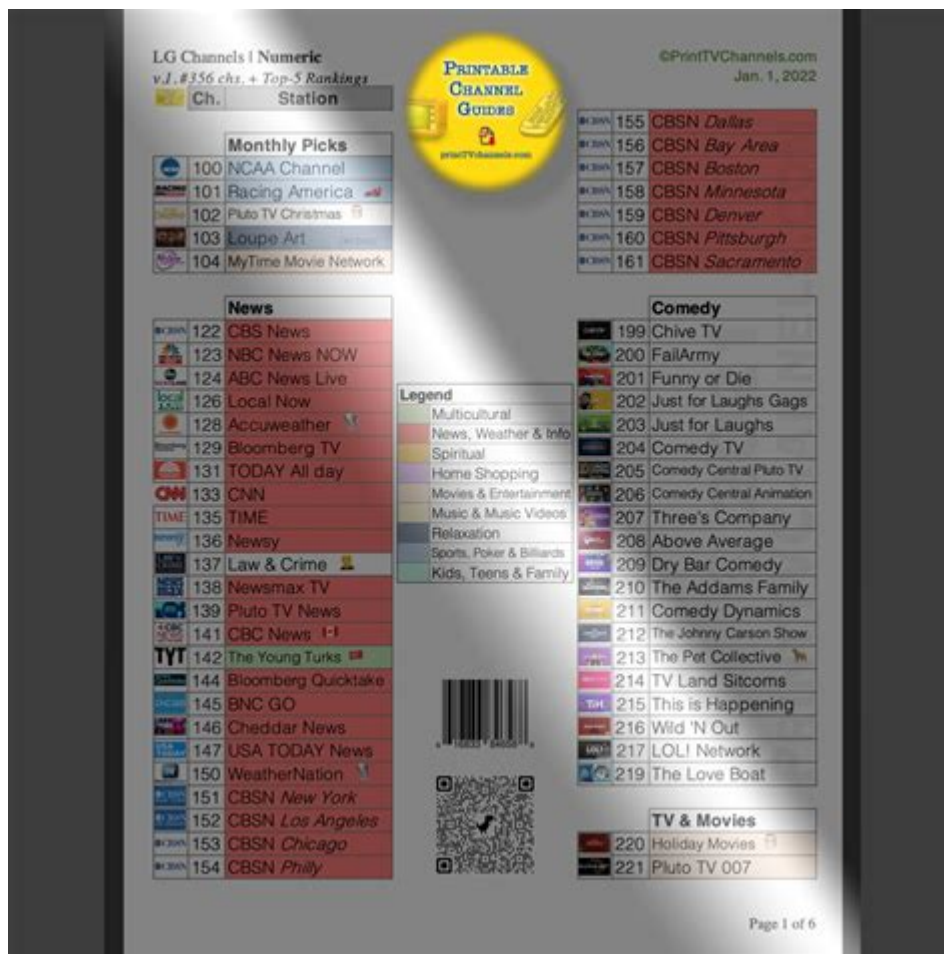 LG Channels | Numeric
v.1.#356 chs. + Top-5 Rankings
Ch. Station
Monthly Picks
100 NCAA Channel
101 Racing America
102 Pluto TV Christmas
103 Loupe Art
104 MyTime Movie Network
News
122 CBS News
123 NBC News NOW
124 ABC News Live
126 Local Now
128 Accuweather
129 Bloomberg TV
131 TODAY All day
CNN 133 CNN
TIME 135 TIME
136 Newsy
137 Law & Crime
138 Newsmax TV
139 Pluto TV News
141 CBC News
TYT 142 The Young Turks
144 Bloomberg Quicktake
145 BNC GO
146 Cheddar News
147 USA TODAY News
150 WeatherNation
151 CBSN New York
152 CBSN Los Angeles
153 CBSN Chicago
154 CBSN Philly
PRINTABLE
CHANNEL
GUIDES
printTVchannels.com
Legend
Multicultural
News, Weather & Info
Spiritual
Home Shopping
Movies & Entertainment
Music & Music Videos
Relaxation
Sports, Poker & Billiards
Kids, Teens & Family
©PrintTVChannels.com
Jan. 1, 2022
155 CBSN Dallas
156 CBSN Bay Area
157 CBSN Boston
158 CBSN Minnesota
159 CBSN Denver
160 CBSN Pittsburgh
161 CBSN Sacramento
Comedy
199 Chive TV
200 FailArmy
201 Funny or Die
202 Just for Laughs Gags
203 Just for Laughs
204 Comedy TV
205 Comedy Central Pluto TV
206 Comedy Central Animation
207 Three's Company
208 Above Average
209 Dry Bar Comedy
210 The Addams Family
211 Comedy Dynamics
212 The Johnny Carson Show
213 The Pet Collective
214 TV Land Sitcoms
215 This is Happening
216 Wild 'N Out
217 LOL! Network
219 The Love Boat
TV & Movies
220 Holiday Movies
221 Pluto TV 007
Page 1 of 6